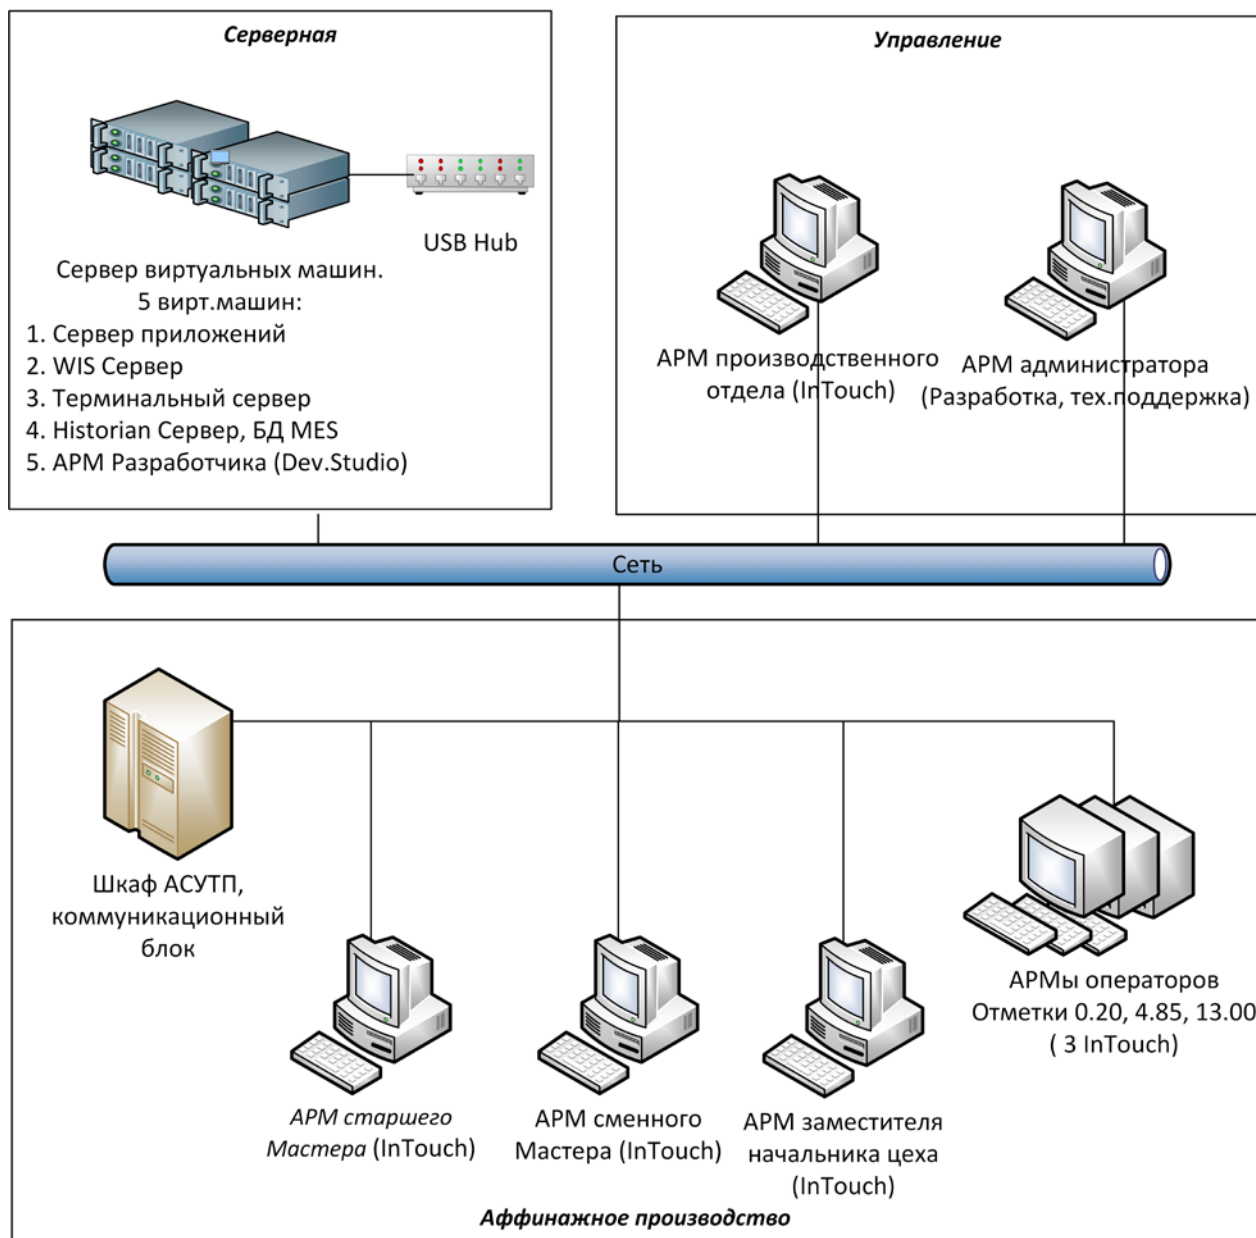 Серверная
USB Hub
Сервер виртуальных машин.
5 вирт.машин:
1. Сервер приложений
2. WIS Сервер
3. Терминальный сервер
4. Historian Сервер, БД MES
5. АРМ Разработчика (Dev.Studio)
Управление
АРМ производственного
отдела (InTouch)
АРМ администратора
(Разработка, тех.поддержка)
Сеть
Шкаф АСУТП,
коммуникационный
блок
АРМ старшего
Мастера (InTouch)
АРМ сменного
Мастера (InTouch)
АРМ заместителя
начальника цеха
(InTouch)
АРМы операторов
Отметки 0.20, 4.85, 13.00
( 3 InTouch)
Аффинажное производство